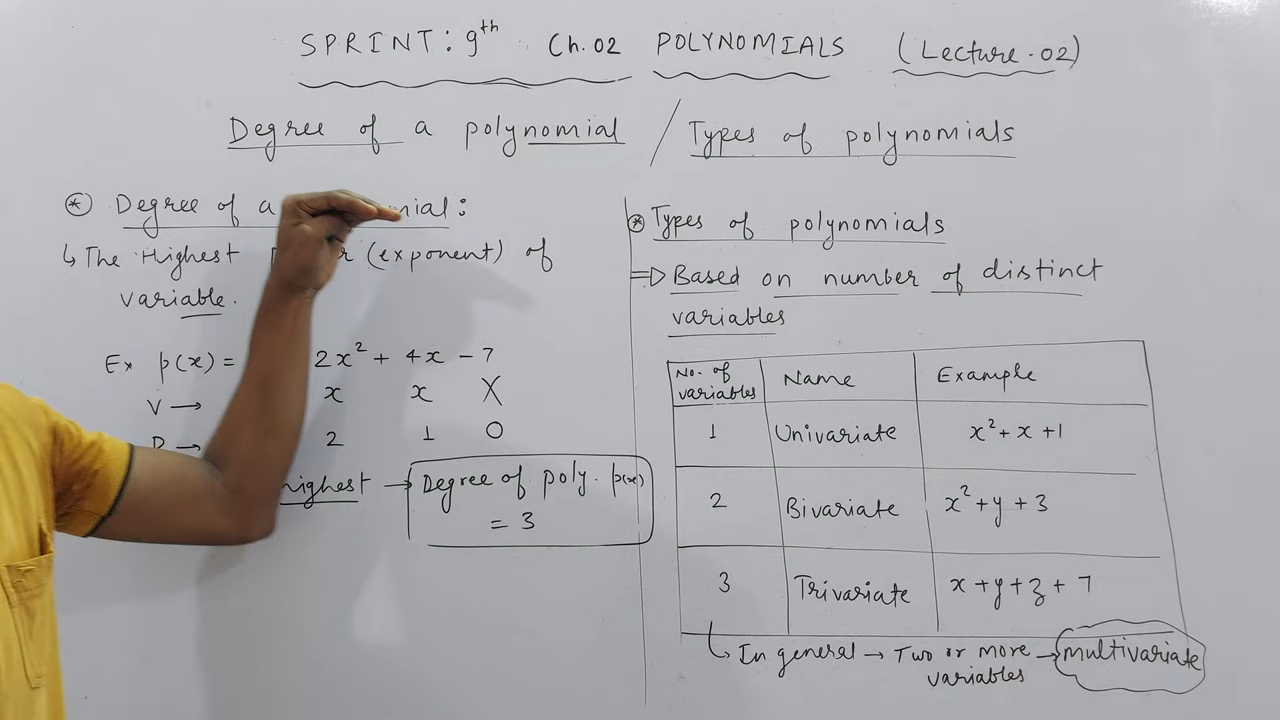 SPRINT: 9th Ch.02 POLYNOMIALS (Lecture-02)
Degree of a polynomial / Types of polynomials
Degree of a mial:
↳ The Highest (exponent) of
variable.
Ex p(x) = 2x² + 4x - 7
V → x x X
→ 2 1 0
highest → Degree of poly. p(x)
= 3
Types of polynomials
⇒ Based on number of distinct
variables
No. of variables Name Example
1 Univariate x² + x + 1
2 Bivariate x² + y + 3
3 Trivariate x + y + z + 7
↳ In general → Two or more variables → multivariate